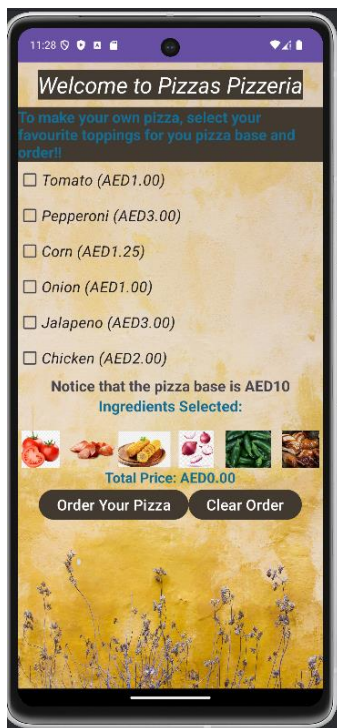 11:28
Welcome to Pizzas Pizzeria
To make your own pizza, select your
favourite toppings for you pizza base and
order!!
Tomato (AED1.00)
Pepperoni (AED3.00)
Corn (AED1.25)
Onion (AED1.00)
Jalapeno (AED3.00)
Chicken (AED2.00)
Notice that the pizza base is AED10
Ingredients Selected:
Total Price: AED0.00
Order Your Pizza Clear Order